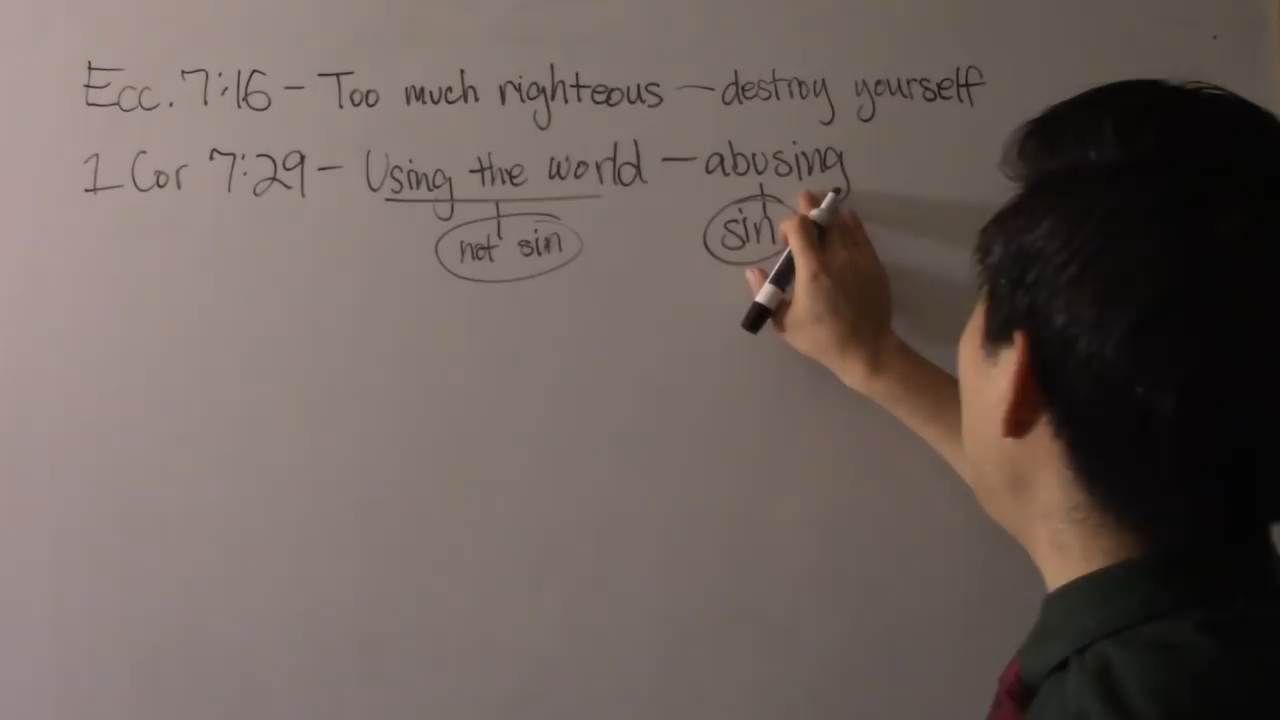 Ecc. 7:16 - Too much righteous - destroy yourself
1 Cor 7:29 - Using the world - abusing
not sin sin